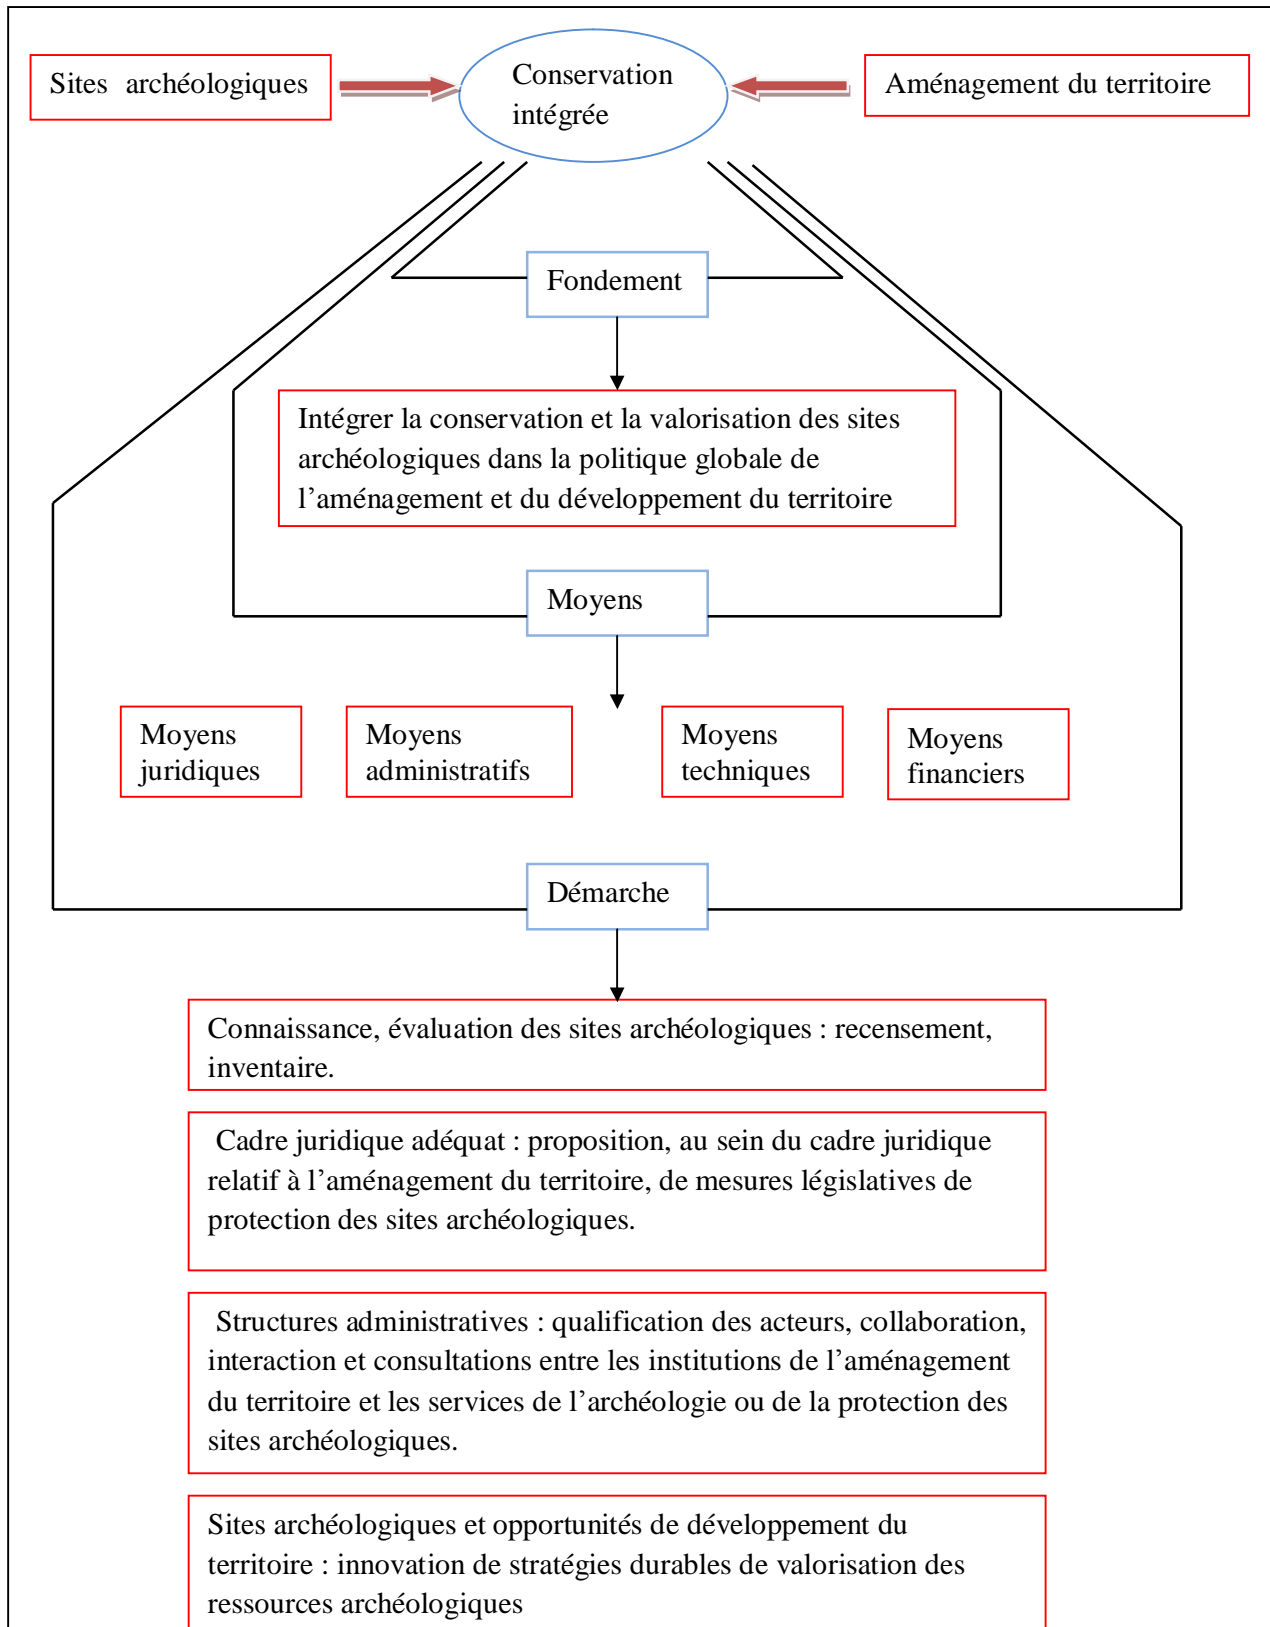 Sites archéologiques
Conservation
intégrée
Aménagement du territoire
Fondement
Intégrer la conservation et la valorisation des sites
archéologiques dans la politique globale de
l’aménagement et du développement du territoire
Moyens
Moyens
juridiques
Moyens
administratifs
Moyens
techniques
Moyens
financiers
Démarche
Connaissance, évaluation des sites archéologiques : recensement,
inventaire.
Cadre juridique adéquat : proposition, au sein du cadre juridique
relatif à l’aménagement du territoire, de mesures législatives de
protection des sites archéologiques.
Structures administratives : qualification des acteurs, collaboration,
interaction et consultations entre les institutions de l’aménagement
du territoire et les services de l’archéologie ou de la protection des
sites archéologiques.
Sites archéologiques et opportunités de développement du
territoire : innovation de stratégies durables de valorisation des
ressources archéologiques